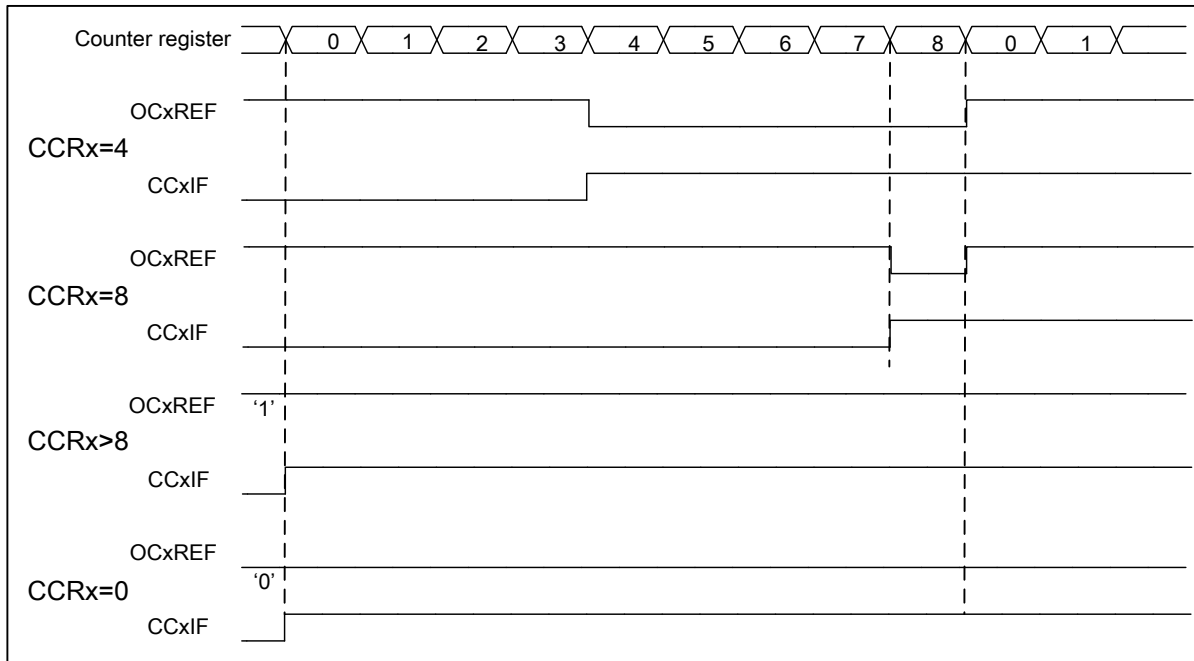 Counter register 0 1 2 3 4 5 6 7 8 0 1
OCxREF
CCRx=4
CCxIF
OCxREF
CCRx=8
CCxIF
OCxREF ‘1’
CCRx>8
CCxIF
OCxREF
‘0’
CCRx=0
CCxIF